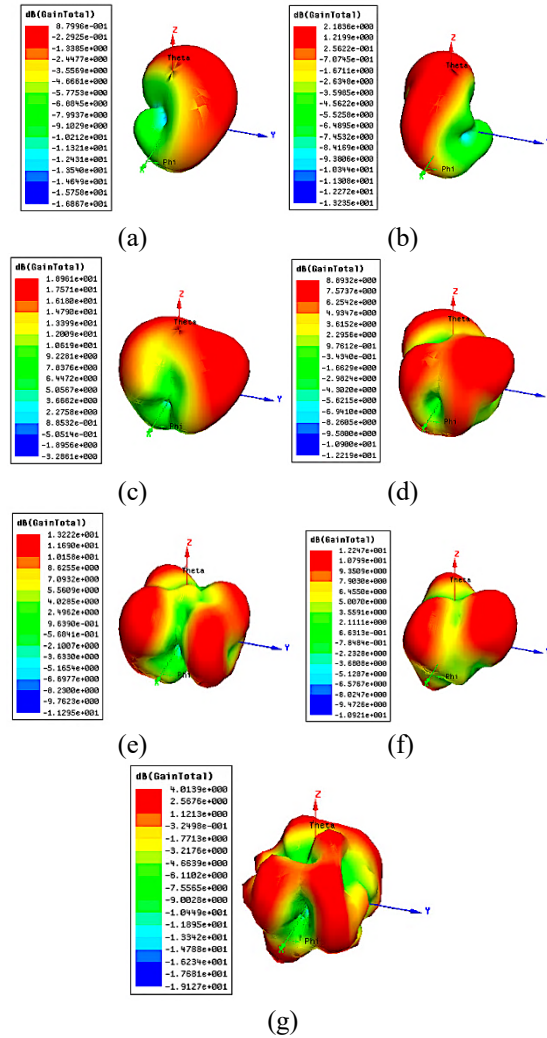 dB(GainTotal)
8.7996e-001
-2.2925e-001
-1.3385e+000
-2.4477e+000
-3.5569e+000
-4.6661e+000
-5.7753e+000
-6.8845e+000
-7.9937e+000
-9.1029e+000
-1.0212e+001
-1.1321e+001
-1.2431e+001
-1.3540e+001
-1.4649e+001
-1.5758e+001
-1.6867e+001
Z
Theta
Y
X
Phi
(a)
dB(GainTotal)
2.1836e+000
1.2199e+000
2.5622e-001
-7.0745e-001
-1.6711e+000
-2.6348e+000
-3.5985e+000
-4.5622e+000
-5.5258e+000
-6.4895e+000
-7.4532e+000
-8.4169e+000
-9.3806e+000
-1.0344e+001
-1.1308e+001
-1.2272e+001
-1.3235e+001
Z
Theta
Y
X
Phi
(b)
dB(GainTotal)
1.8961e+001
1.7571e+001
1.6180e+001
1.4790e+001
1.3399e+001
1.2009e+001
1.0619e+001
9.2281e+000
7.8376e+000
6.4472e+000
5.0567e+000
3.6662e+000
2.2758e+000
8.8532e-001
-5.0514e-001
-1.8956e+000
-3.2861e+000
Z
Theta
Y
X
Phi
(c)
dB(GainTotal)
8.8932e+000
7.5737e+000
6.2542e+000
4.9347e+000
3.6152e+000
2.2956e+000
9.7612e-001
-3.4340e-001
-1.6629e+000
-2.9824e+000
-4.3020e+000
-5.6215e+000
-6.9410e+000
-8.2605e+000
-9.5800e+000
-1.0900e+001
-1.2219e+001
Z
Theta
Y
X
Phi
(d)
dB(GainTotal)
1.3222e+001
1.1690e+001
1.0158e+001
8.6255e+000
7.0932e+000
5.5609e+000
4.0285e+000
2.4962e+000
9.6390e-001
-5.6841e-001
-2.1007e+000
-3.6330e+000
-5.1654e+000
-6.6977e+000
-8.2300e+000
-9.7623e+000
-1.1295e+001
Z
Theta
Y
X
Phi
(e)
dB(GainTotal)
1.2247e+001
1.0799e+001
9.3509e+000
7.9030e+000
6.4550e+000
5.0070e+000
3.5591e+000
2.1111e+000
6.6313e-001
-7.8484e-001
-2.2328e+000
-3.6808e+000
-5.1287e+000
-6.5767e+000
-8.0247e+000
-9.4726e+000
-1.0921e+001
Z
Theta
Y
X
Phi
(f)
dB(GainTotal)
4.0139e+000
2.5676e+000
1.1213e+000
-3.2498e-001
-1.7713e+000
-3.2176e+000
-4.6639e+000
-6.1102e+000
-7.5565e+000
-9.0028e+000
-1.0449e+001
-1.1895e+001
-1.3342e+001
-1.4788e+001
-1.6234e+001
-1.7681e+001
-1.9127e+001
Z
Theta
Y
X
Phi
(g)